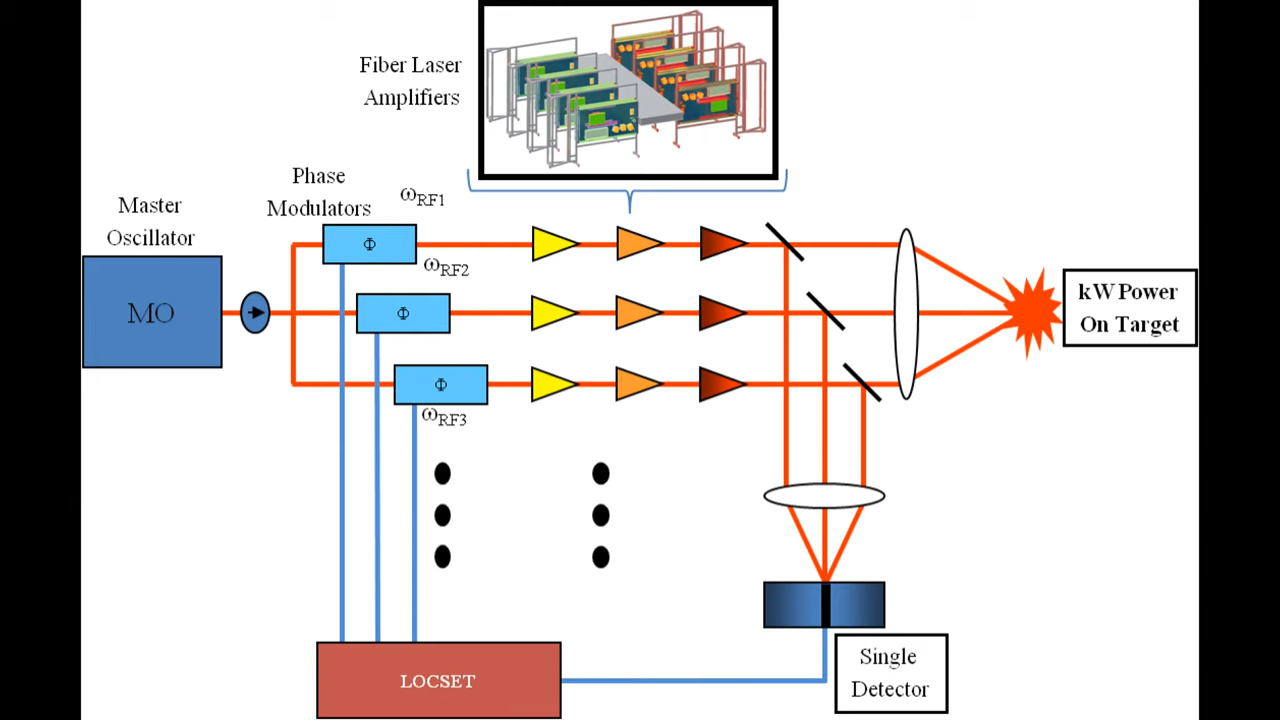 Fiber Laser
Amplifiers
Phase
Modulators
ωRF1
Master
Oscillator
Φ
ωRF2
MO
Φ
kW Power
On Target
Φ
ωRF3
LOCSET
Single
Detector